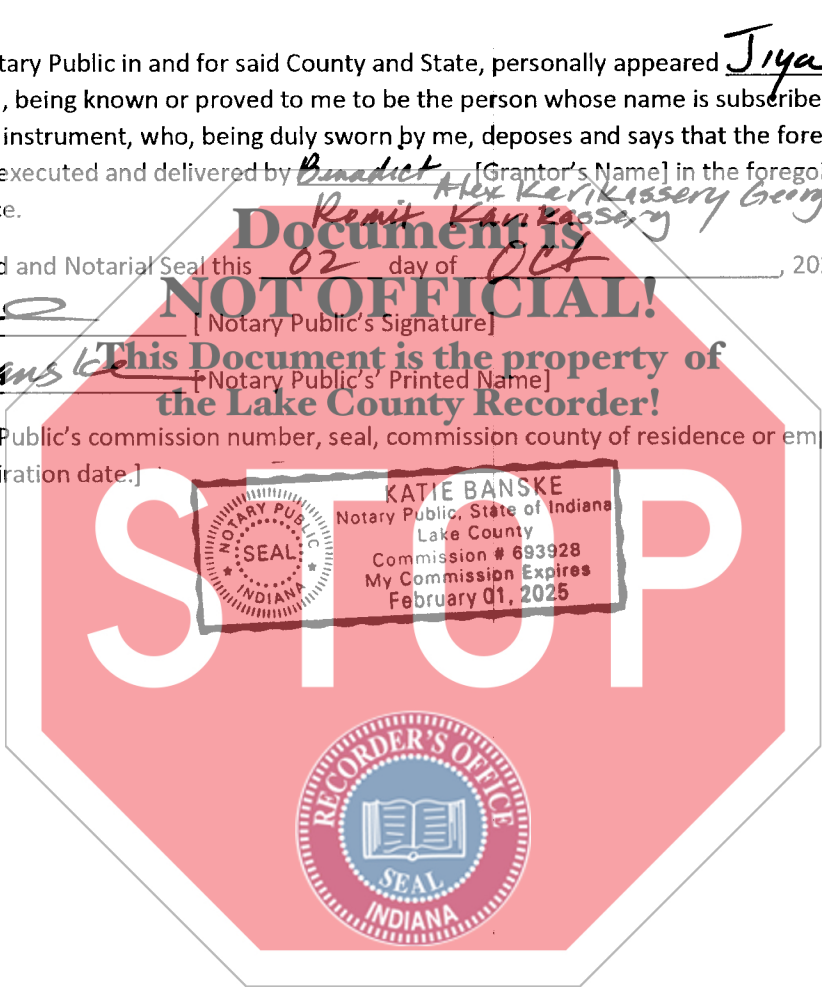 tary Public in and for said County and State, personally appeared Jiya
, being known or proved to me to be the person whose name is subscribe
instrument, who, being duly sworn by me, deposes and says that the fore
executed and delivered by Benadict [Grantor's Name] in the foregoi
Alex Karikassery Georg
e.
Romit Karikassery
Document is
d and Notarial Seal this 02 day of Oct , 20
NOT OFFICIAL!
[ Notary Public's Signature]
This Document is the property of
[Notary Public's' Printed Name]
the Lake County Recorder!
Public's commission number, seal, commission county of residence or emp
iration date.]
STOP
NOTARY PUBLIC
SEAL
INDIANA
KATIE BANSKE
Notary Public, State of Indiana
Lake County
Commission # 693928
My Commission Expires
February 01, 2025
RECORDER'S OFFICE
SEAL
INDIANA